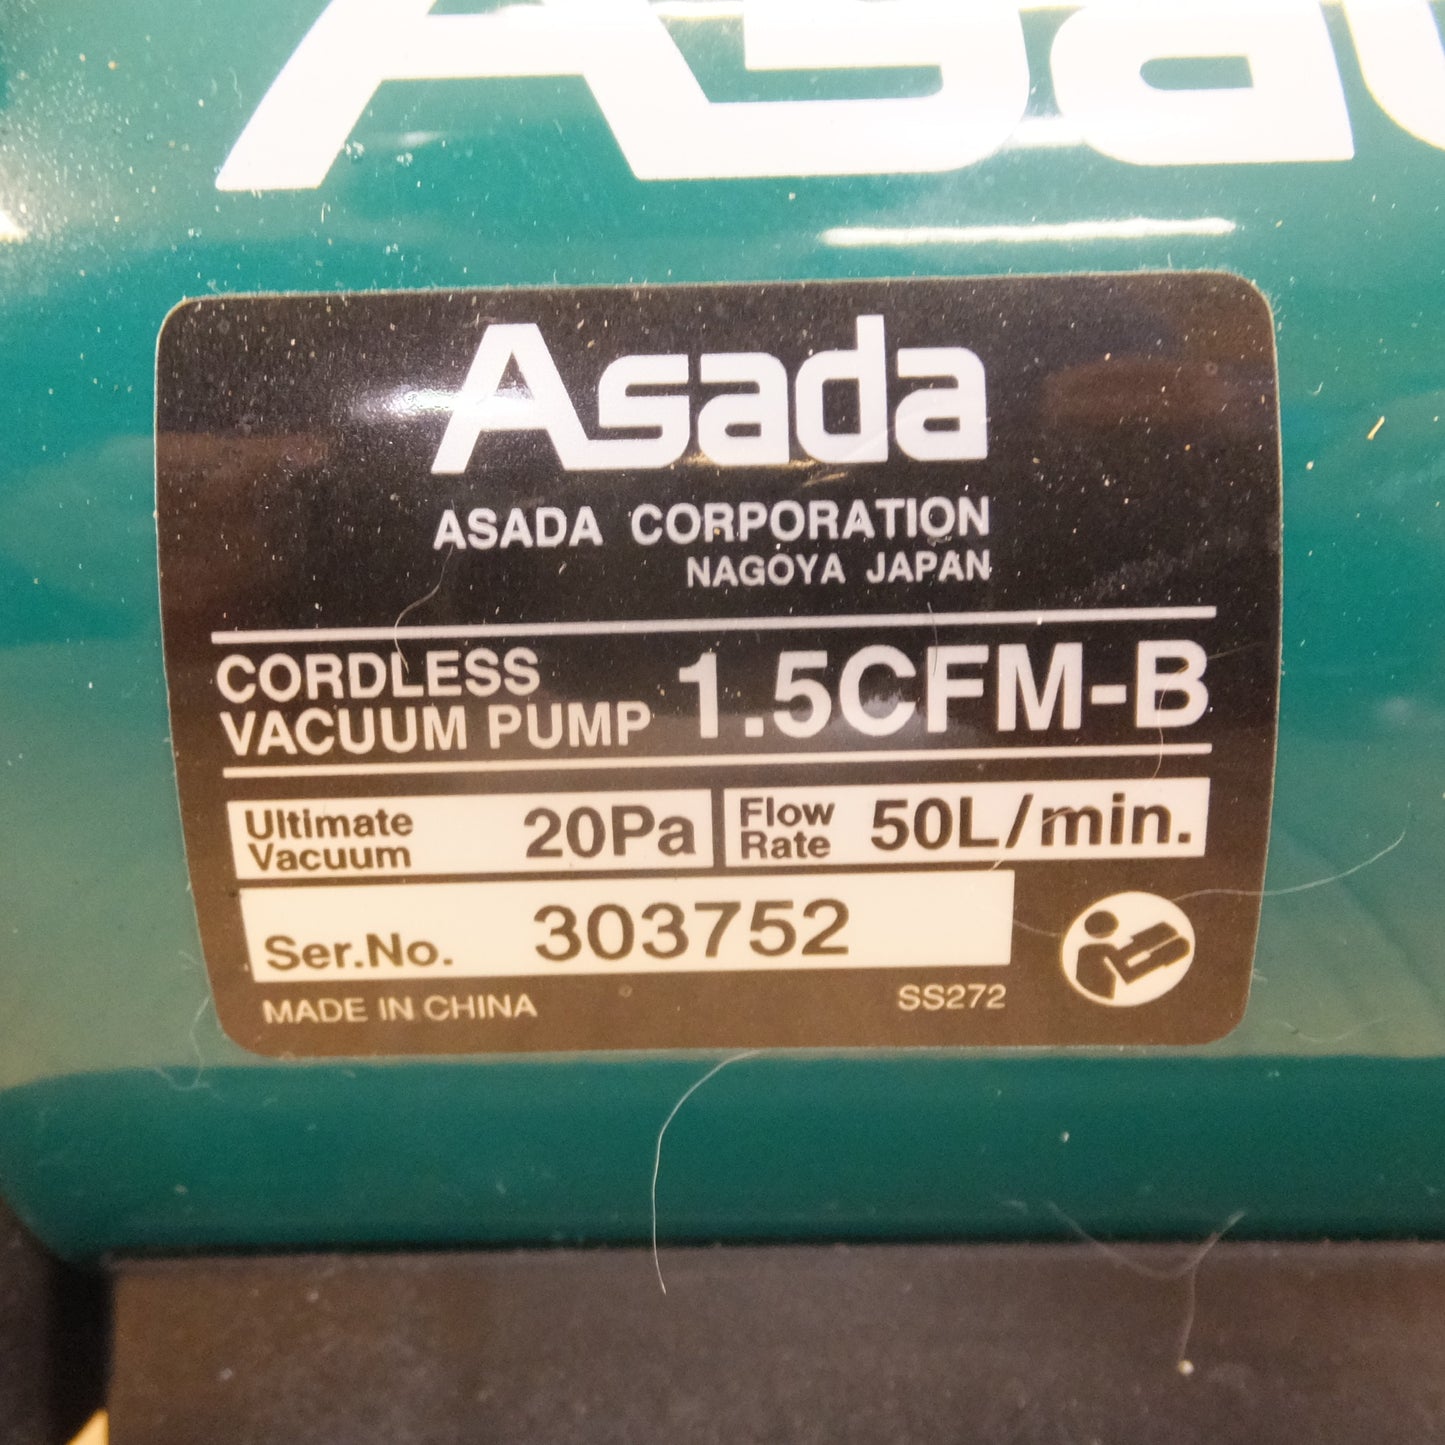 Asad
Asada
ASADA CORPORATION
NAGOYA JAPAN
CORDLESS
VACUUM PUMP 1.5CFM-B
Ultimate
Vacuum 20Pa
Flow
Rate 50L/min.
Ser.No. 303752
MADE IN CHINA SS272